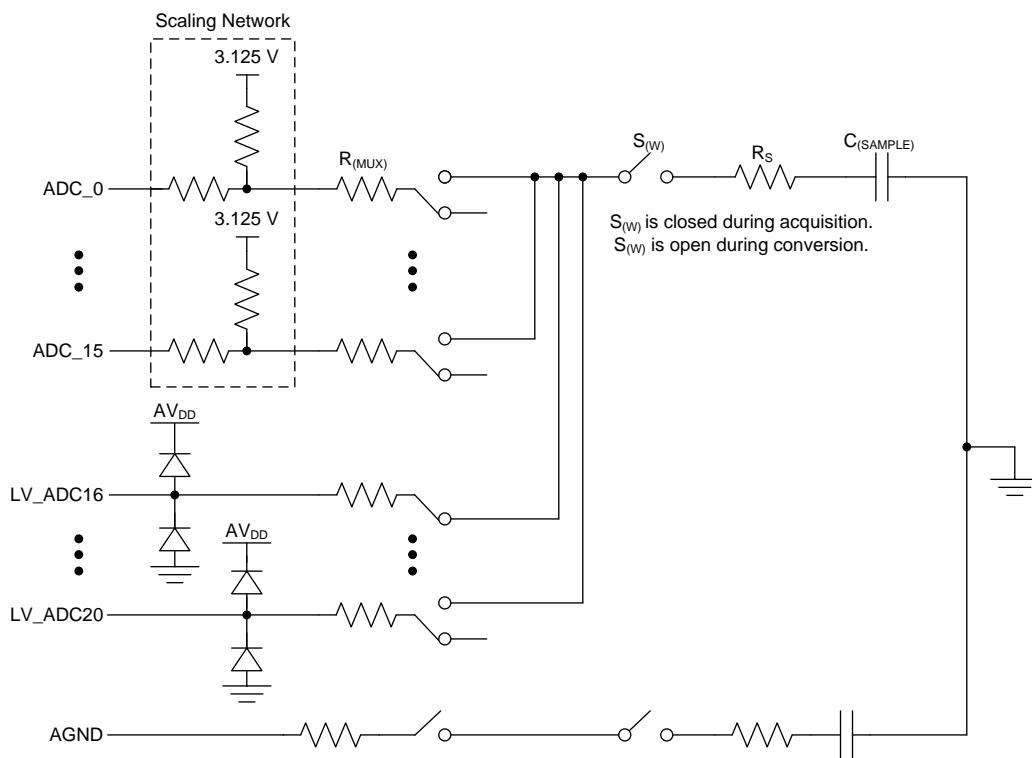 Scaling Network
3.125 V
R(MUX)
S(W)
RS
C(SAMPLE)
ADC_0
3.125 V
S(W) is closed during acquisition.
S(W) is open during conversion.
ADC_15
AVDD
LV_ADC16
AVDD
LV_ADC20
AGND